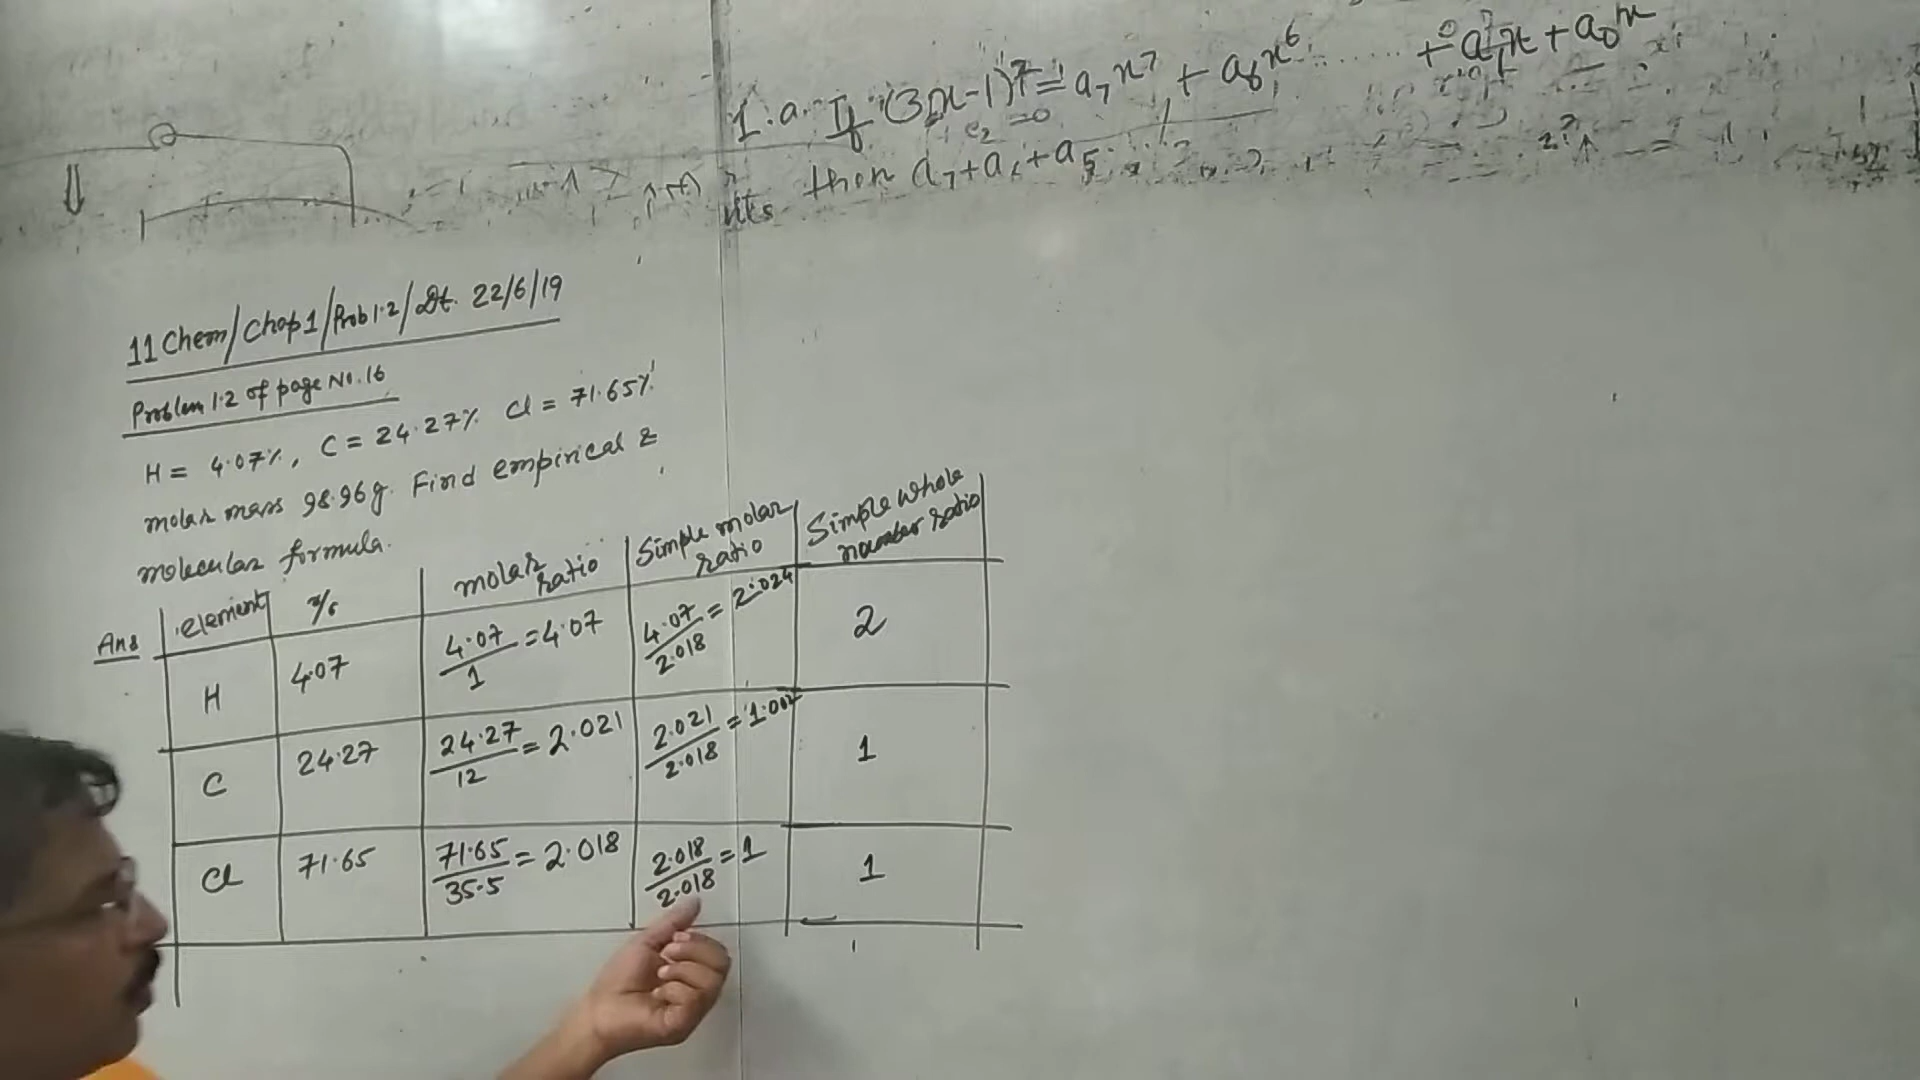 1.a. If (3x-1)⁷ = a₇x⁷ + a₆x⁶ ...... + a₁x + a₀
then a₇+a₆+a₅......
11 Chem/Chap1/Prob1.2/Dt. 22/6/19
Problem 1.2 of page No. 16
H = 4.07%, C = 24.27% Cl = 71.65%
molar mass 98.96g. Find empirical &
molecular formula.
Ans
element % molar ratio Simple molar ratio Simple whole number ratio
H 4.07 4.07/1 = 4.07 4.07/2.018 = 2.024 2
C 24.27 24.27/12 = 2.021 2.021/2.018 = 1.002 1
Cl 71.65 71.65/35.5 = 2.018 2.018/2.018 = 1 1